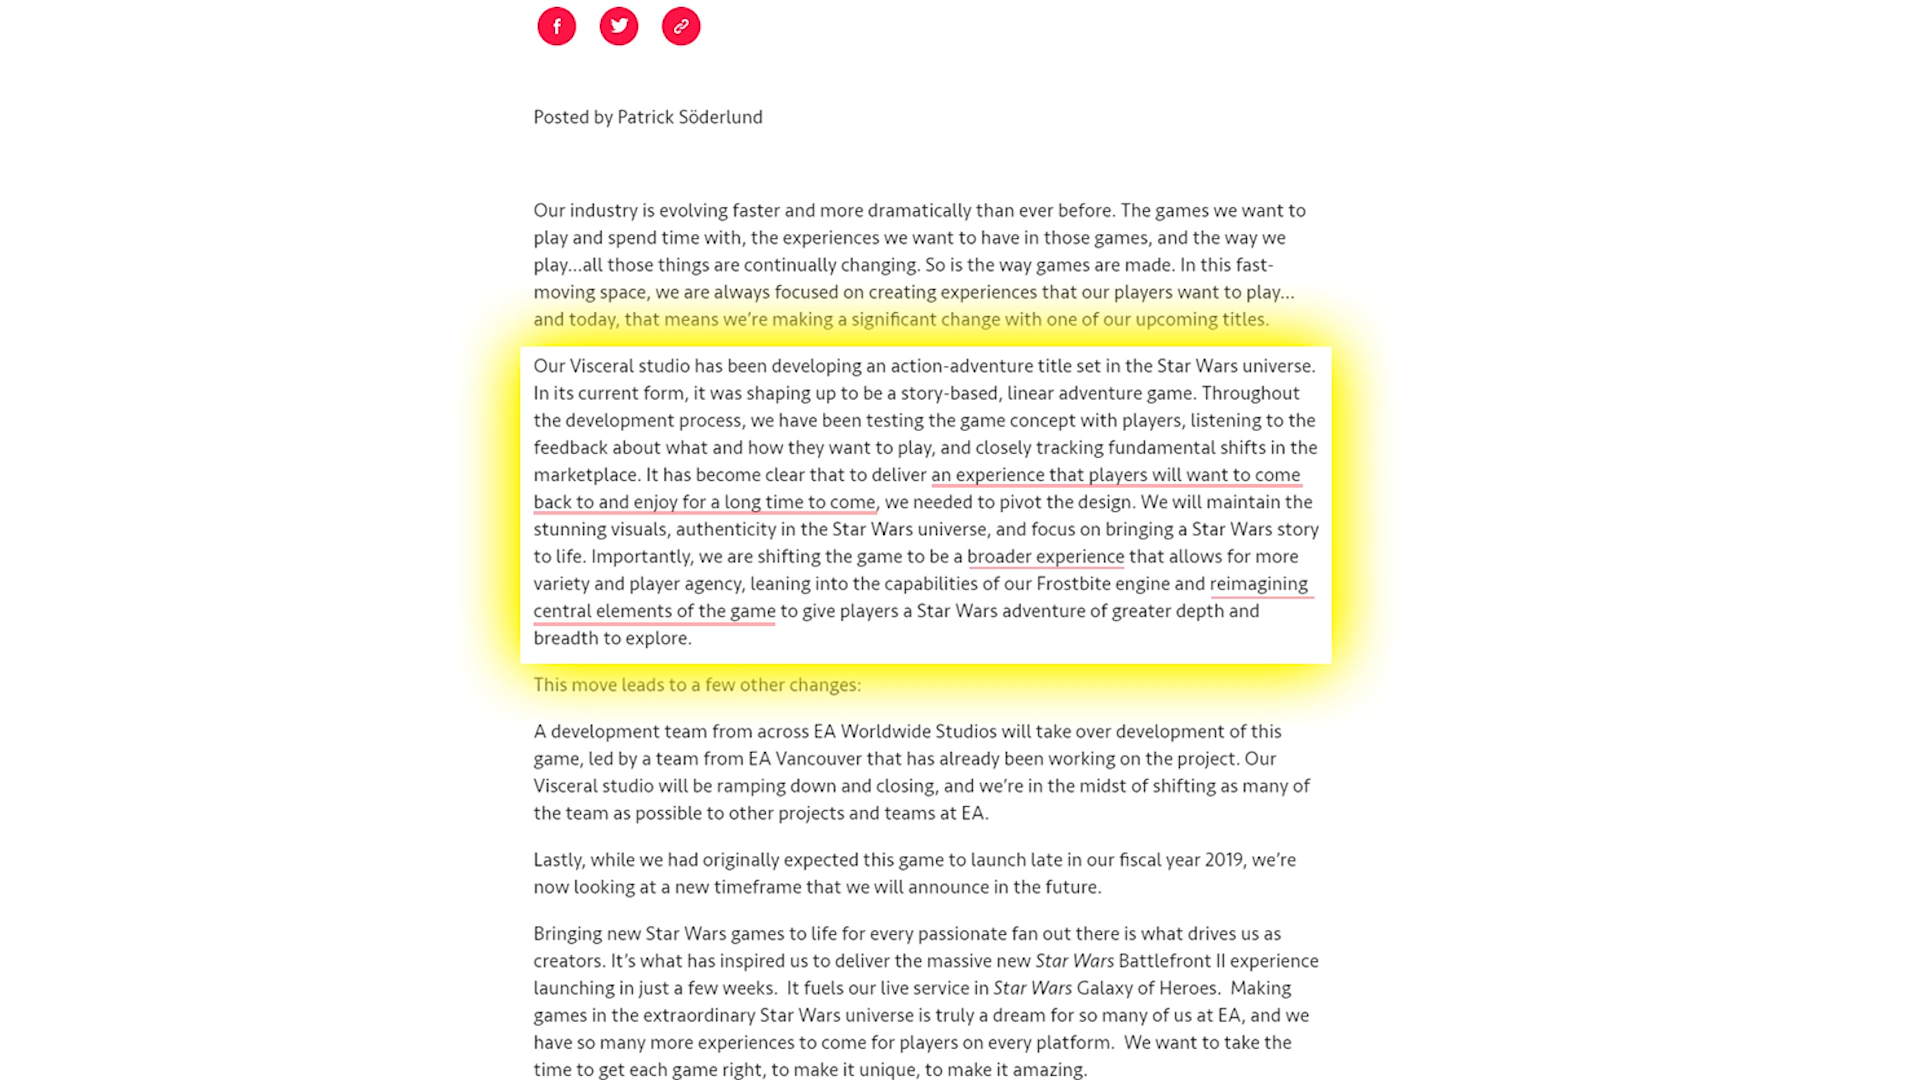 Posted by Patrick Söderlund
Our industry is evolving faster and more dramatically than ever before. The games we want to
play and spend time with, the experiences we want to have in those games, and the way we
play...all those things are continually changing. So is the way games are made. In this fast-
moving space, we are always focused on creating experiences that our players want to play...
and today, that means we're making a significant change with one of our upcoming titles.
Our Visceral studio has been developing an action-adventure title set in the Star Wars universe.
In its current form, it was shaping up to be a story-based, linear adventure game. Throughout
the development process, we have been testing the game concept with players, listening to the
feedback about what and how they want to play, and closely tracking fundamental shifts in the
marketplace. It has become clear that to deliver an experience that players will want to come
back to and enjoy for a long time to come, we needed to pivot the design. We will maintain the
stunning visuals, authenticity in the Star Wars universe, and focus on bringing a Star Wars story
to life. Importantly, we are shifting the game to be a broader experience that allows for more
variety and player agency, leaning into the capabilities of our Frostbite engine and reimagining
central elements of the game to give players a Star Wars adventure of greater depth and
breadth to explore.
This move leads to a few other changes:
A development team from across EA Worldwide Studios will take over development of this
game, led by a team from EA Vancouver that has already been working on the project. Our
Visceral studio will be ramping down and closing, and we're in the midst of shifting as many of
the team as possible to other projects and teams at EA.
Lastly, while we had originally expected this game to launch late in our fiscal year 2019, we're
now looking at a new timeframe that we will announce in the future.
Bringing new Star Wars games to life for every passionate fan out there is what drives us as
creators. It's what has inspired us to deliver the massive new Star Wars Battlefront II experience
launching in just a few weeks.  It fuels our live service in Star Wars Galaxy of Heroes.  Making
games in the extraordinary Star Wars universe is truly a dream for so many of us at EA, and we
have so many more experiences to come for players on every platform.  We want to take the
time to get each game right, to make it unique, to make it amazing.